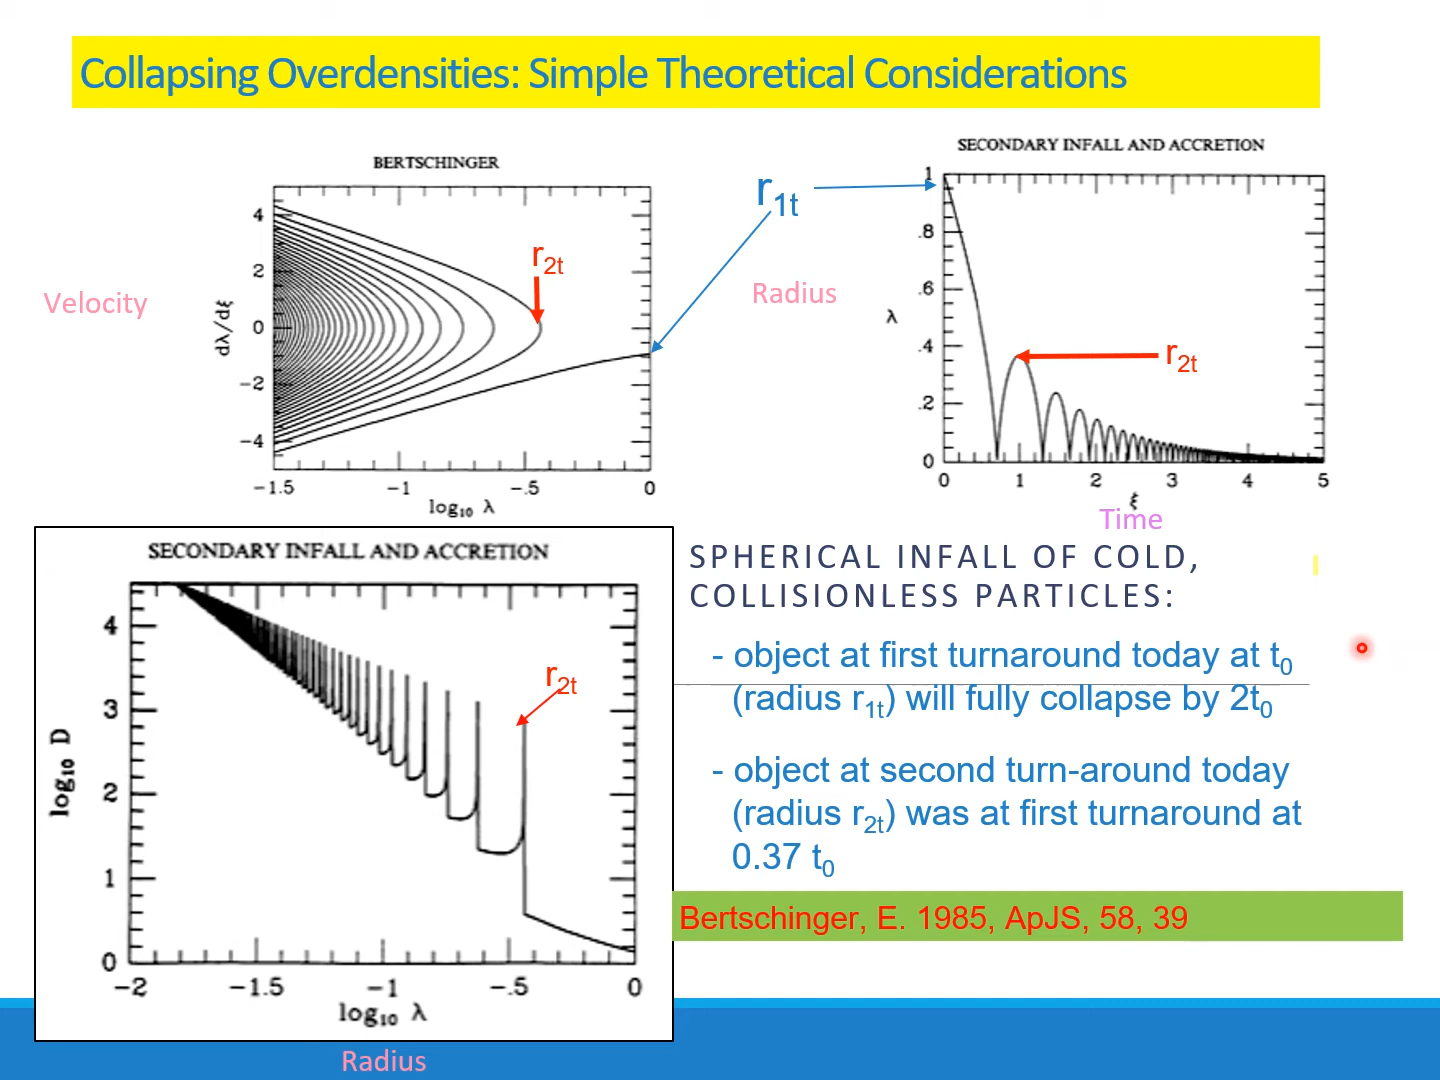 Collapsing Overdensities: Simple Theoretical Considerations
BERTSCHINGER
4
2
0
−2
−4
dλ/dξ
−1.5 −1 −.5 0
log₁₀ λ
Velocity
r2t
r1t
SECONDARY INFALL AND ACCRETION
1
.8
.6
.4
.2
0
λ
0 1 2 3 4 5
ξ
Radius
r2t
Time
SECONDARY INFALL AND ACCRETION
4
3
2
1
0
log₁₀ D
−2 −1.5 −1 −.5 0
log₁₀ λ
r2t
Radius
SPHERICAL INFALL OF COLD,
COLLISIONLESS PARTICLES:
- object at first turnaround today at t0
(radius r1t) will fully collapse by 2t0
- object at second turn-around today
(radius r2t) was at first turnaround at
0.37 t0
Bertschinger, E. 1985, ApJS, 58, 39